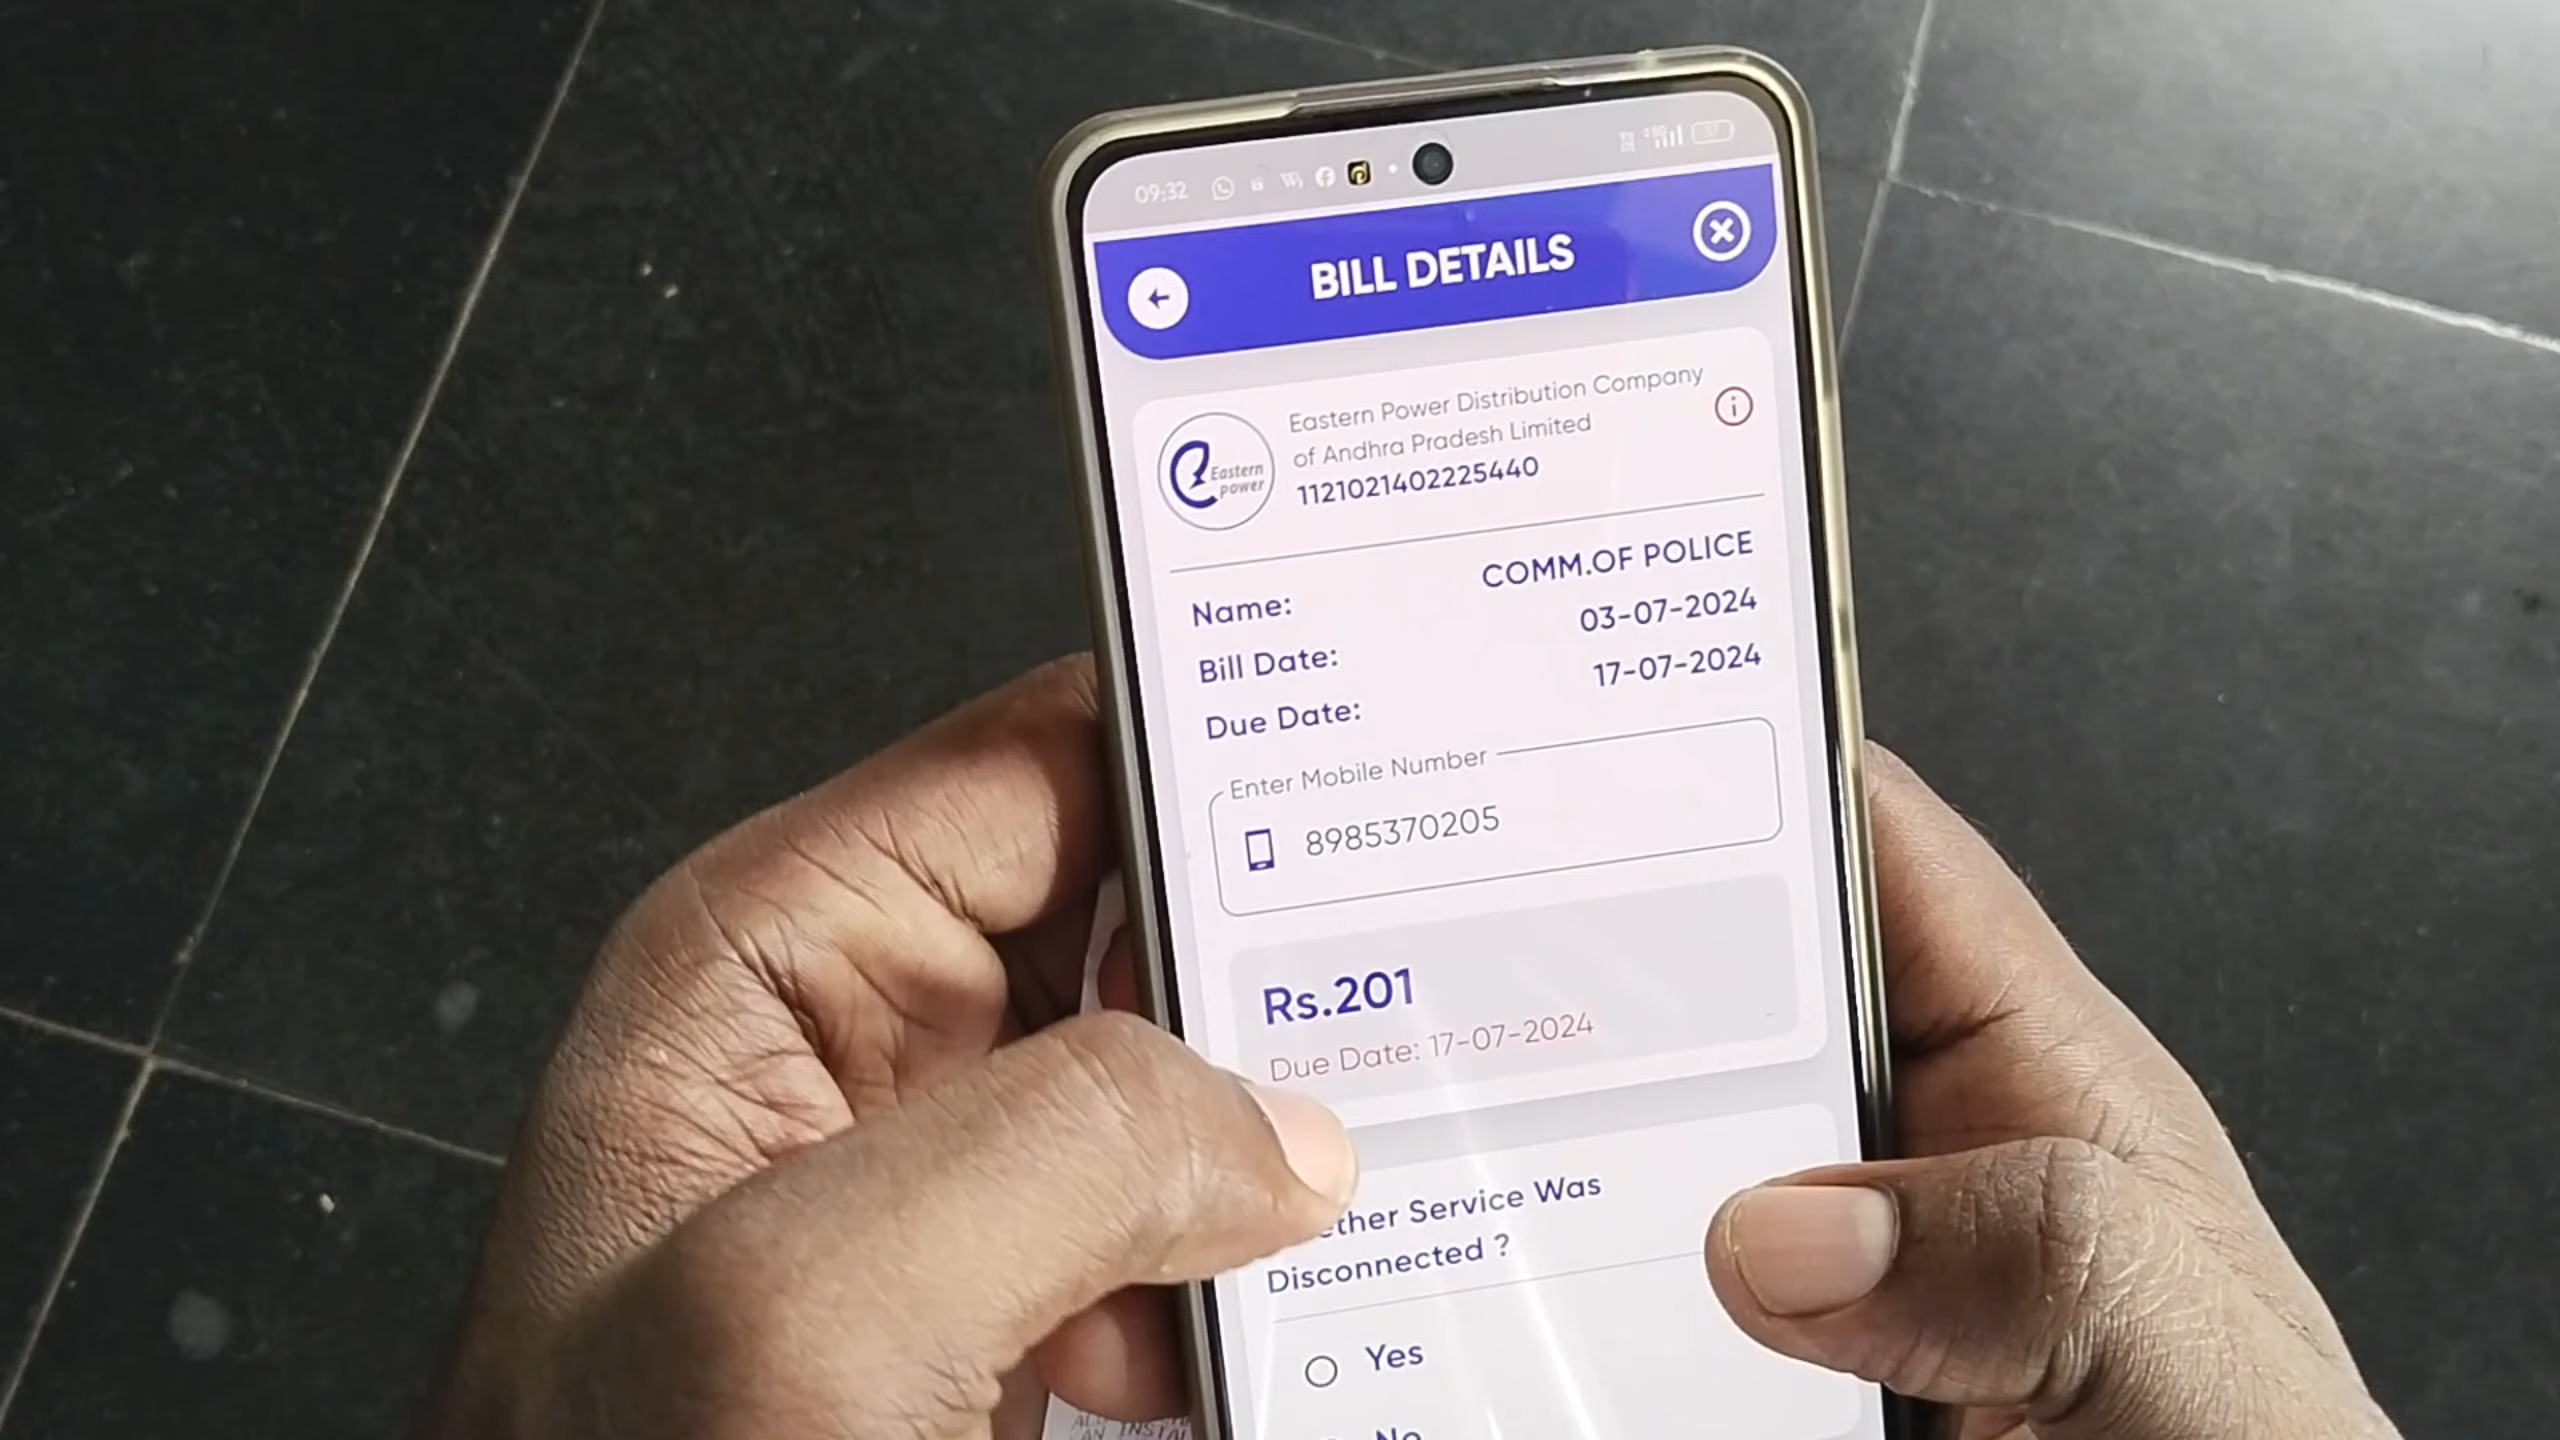 09:32
BILL DETAILS
Eastern Power Distribution Company
of Andhra Pradesh Limited
1121021402225440
Eastern
power
Name: COMM.OF POLICE
Bill Date: 03-07-2024
Due Date: 17-07-2024
Enter Mobile Number
8985370205
Rs.201
Due Date: 17-07-2024
Service Was
Disconnected ?
Yes
No